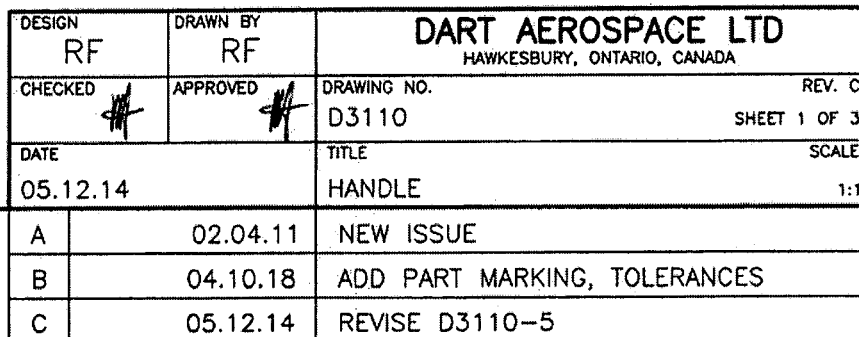 DESIGN
RF
DRAWN BY
RF
DART AEROSPACE LTD
HAWKESBURY, ONTARIO, CANADA
CHECKED
APPROVED
DRAWING NO.
D3110
REV. C
SHEET 1 OF 3
DATE
05.12.14
TITLE
HANDLE
SCALE
1:1
A 02.04.11 NEW ISSUE
B 04.10.18 ADD PART MARKING, TOLERANCES
C 05.12.14 REVISE D3110-5